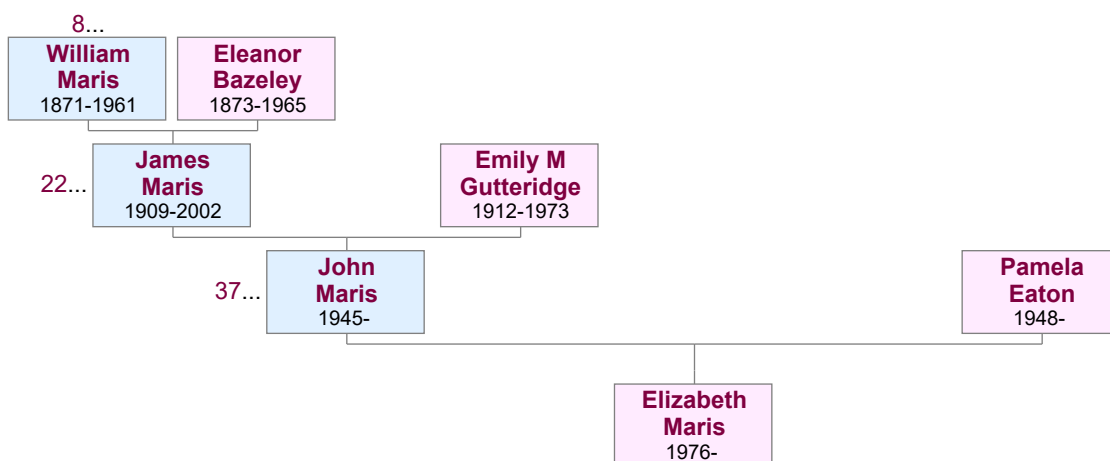 8...
William
Maris
1871-1961
Eleanor
Bazeley
1873-1965
22...
James
Maris
1909-2002
Emily M
Gutteridge
1912-1973
37...
John
Maris
1945-
Pamela
Eaton
1948-
Elizabeth
Maris
1976-